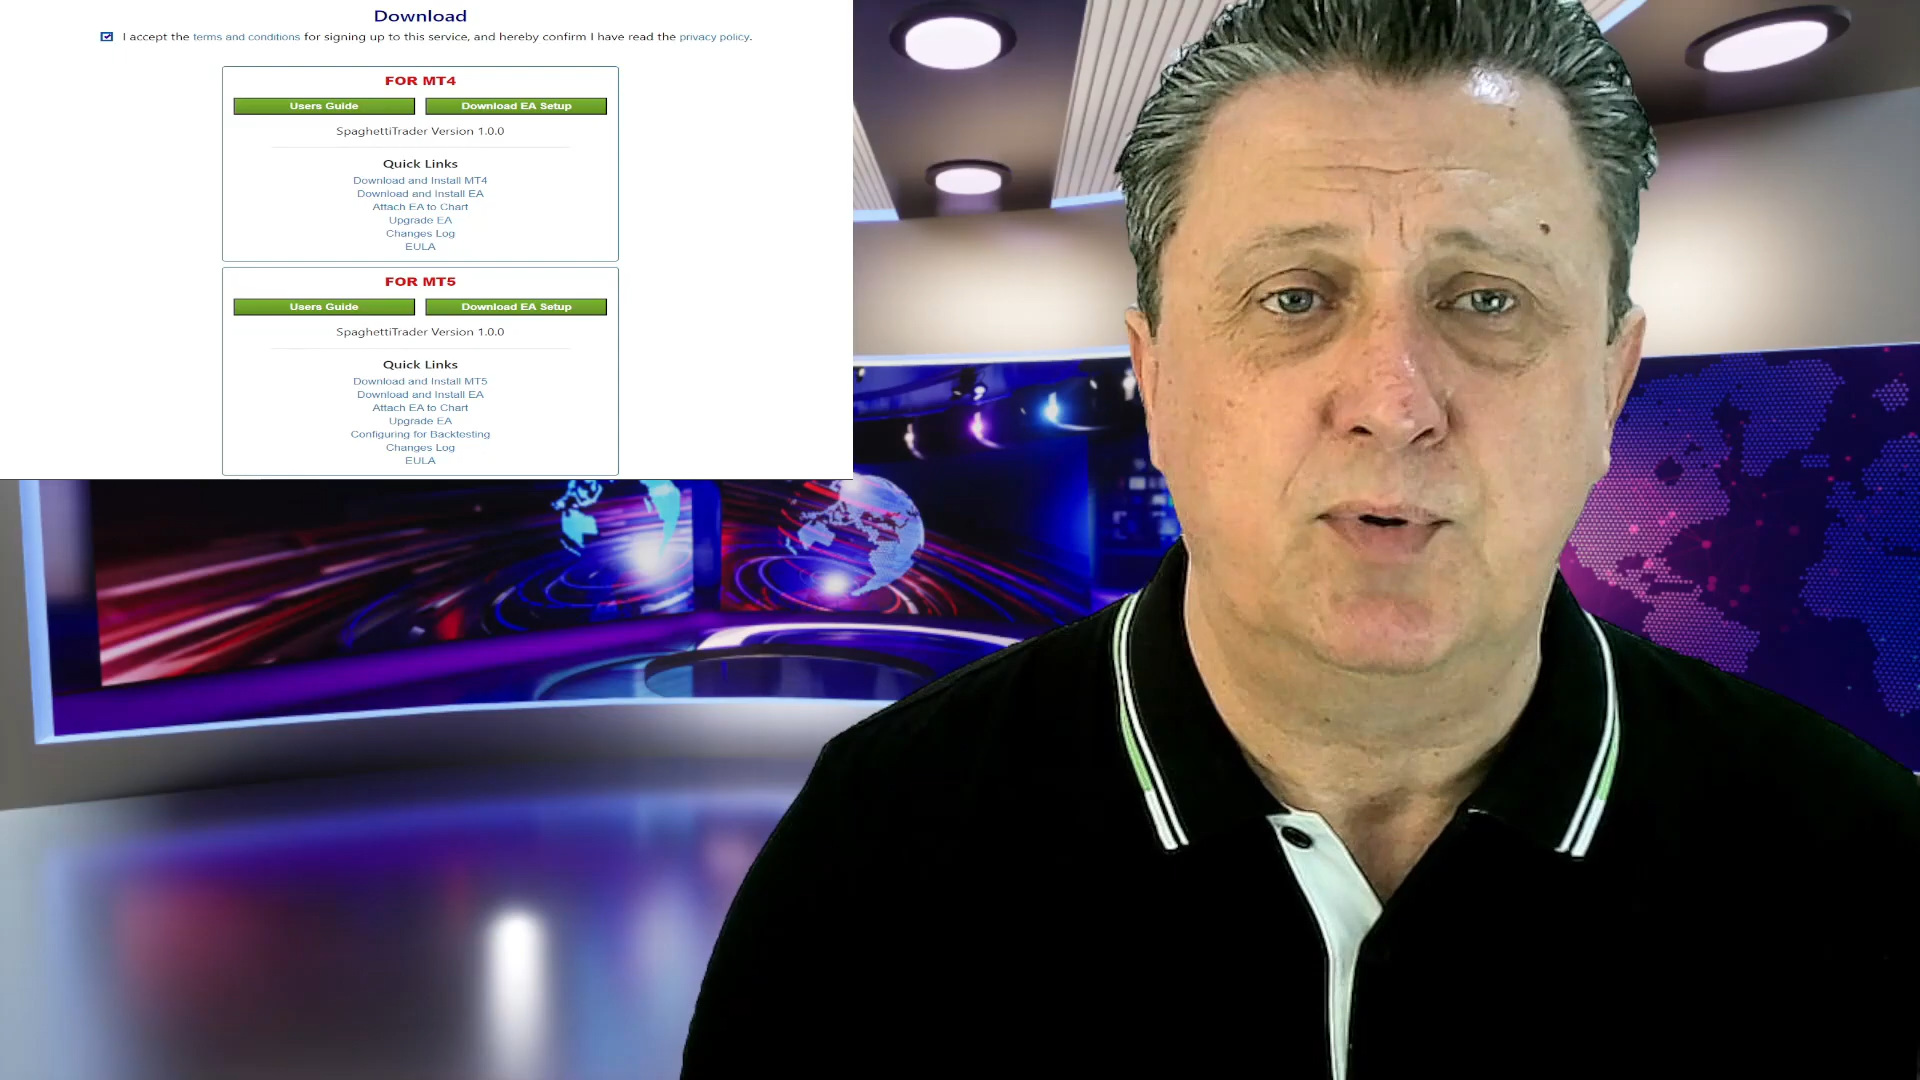 Download
I accept the terms and conditions for signing up to this service, and hereby confirm I have read the privacy policy.
FOR MT4
Users Guide
Download EA Setup
SpaghettiTrader Version 1.0.0
Quick Links
Download and Install MT4
Download and Install EA
Attach EA to Chart
Upgrade EA
Changes Log
EULA
FOR MT5
Users Guide
Download EA Setup
SpaghettiTrader Version 1.0.0
Quick Links
Download and Install MT5
Download and Install EA
Attach EA to Chart
Upgrade EA
Configuring for Backtesting
Changes Log
EULA